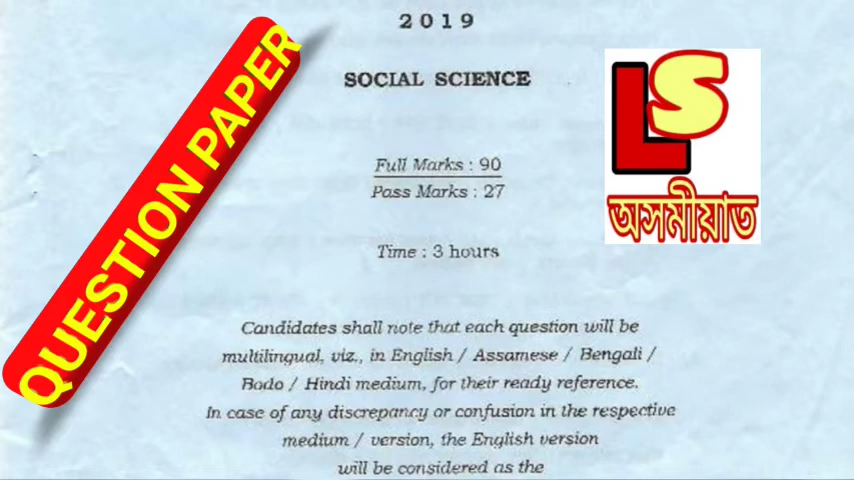 2019
SOCIAL SCIENCE
QUESTION PAPER
LS
অসমীয়াত
Full Marks : 90
Pass Marks : 27
Time : 3 hours
Candidates shall note that each question will be
multilingual, viz., in English / Assamese / Bengali /
Bodo / Hindi medium, for their ready reference.
In case of any discrepancy or confusion in the respective
medium / version, the English version
will be considered as the